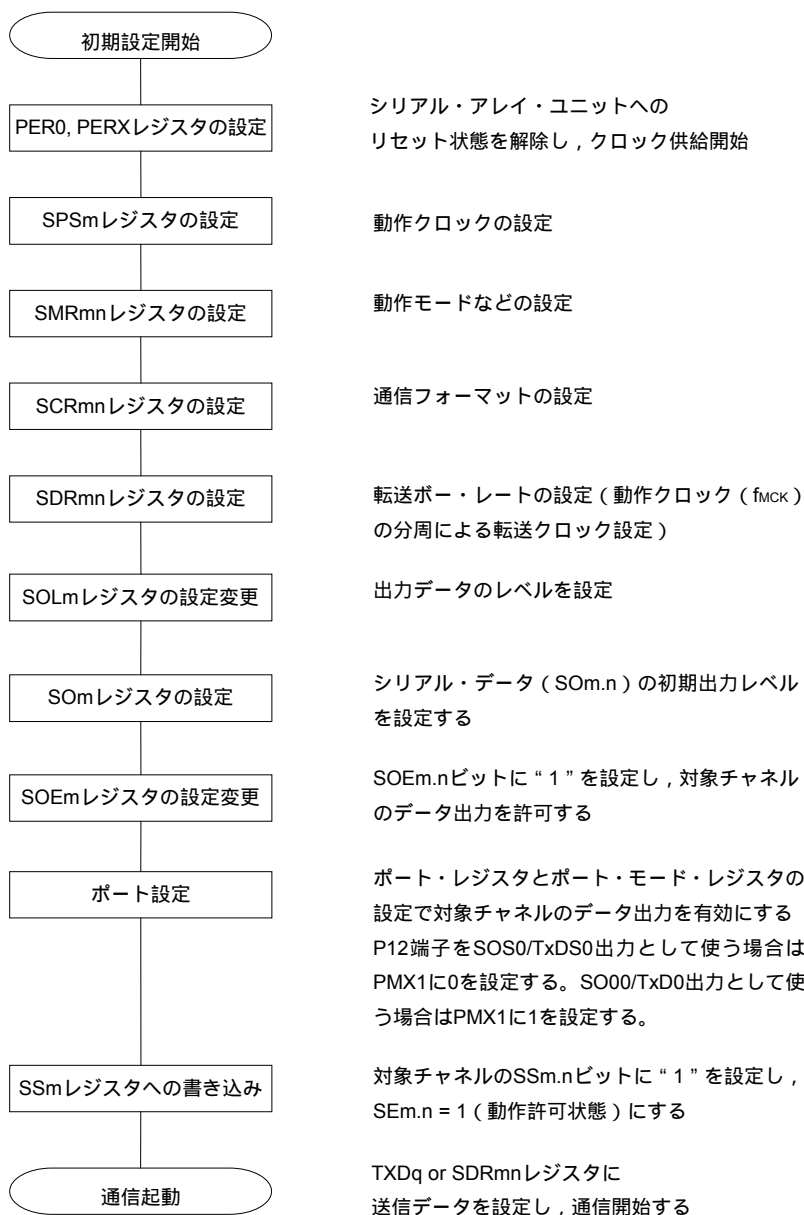 初期設定開始
PER0, PERXレジスタの設定
シリアル・アレイ・ユニットへの
リセット状態を解除し，クロック供給開始
SPSmレジスタの設定
動作クロックの設定
SMRmnレジスタの設定
動作モードなどの設定
SCRmnレジスタの設定
通信フォーマットの設定
SDRmnレジスタの設定
転送ボー・レートの設定（動作クロック（fMCK）
の分周による転送クロック設定）
SOLmレジスタの設定変更
出力データのレベルを設定
SOmレジスタの設定
シリアル・データ（SOm.n）の初期出力レベル
を設定する
SOEmレジスタの設定変更
SOEm.nビットに“1”を設定し，対象チャネル
のデータ出力を許可する
ポート設定
ポート・レジスタとポート・モード・レジスタの
設定で対象チャネルのデータ出力を有効にする
P12端子をSOS0/TxDS0出力として使う場合は
PMX1に0を設定する。SO00/TxD0出力として使
う場合はPMX1に1を設定する。
SSmレジスタへの書き込み
対象チャネルのSSm.nビットに“1”を設定し，
SEm.n = 1（動作許可状態）にする
通信起動
TXDq or SDRmnレジスタに
送信データを設定し，通信開始する